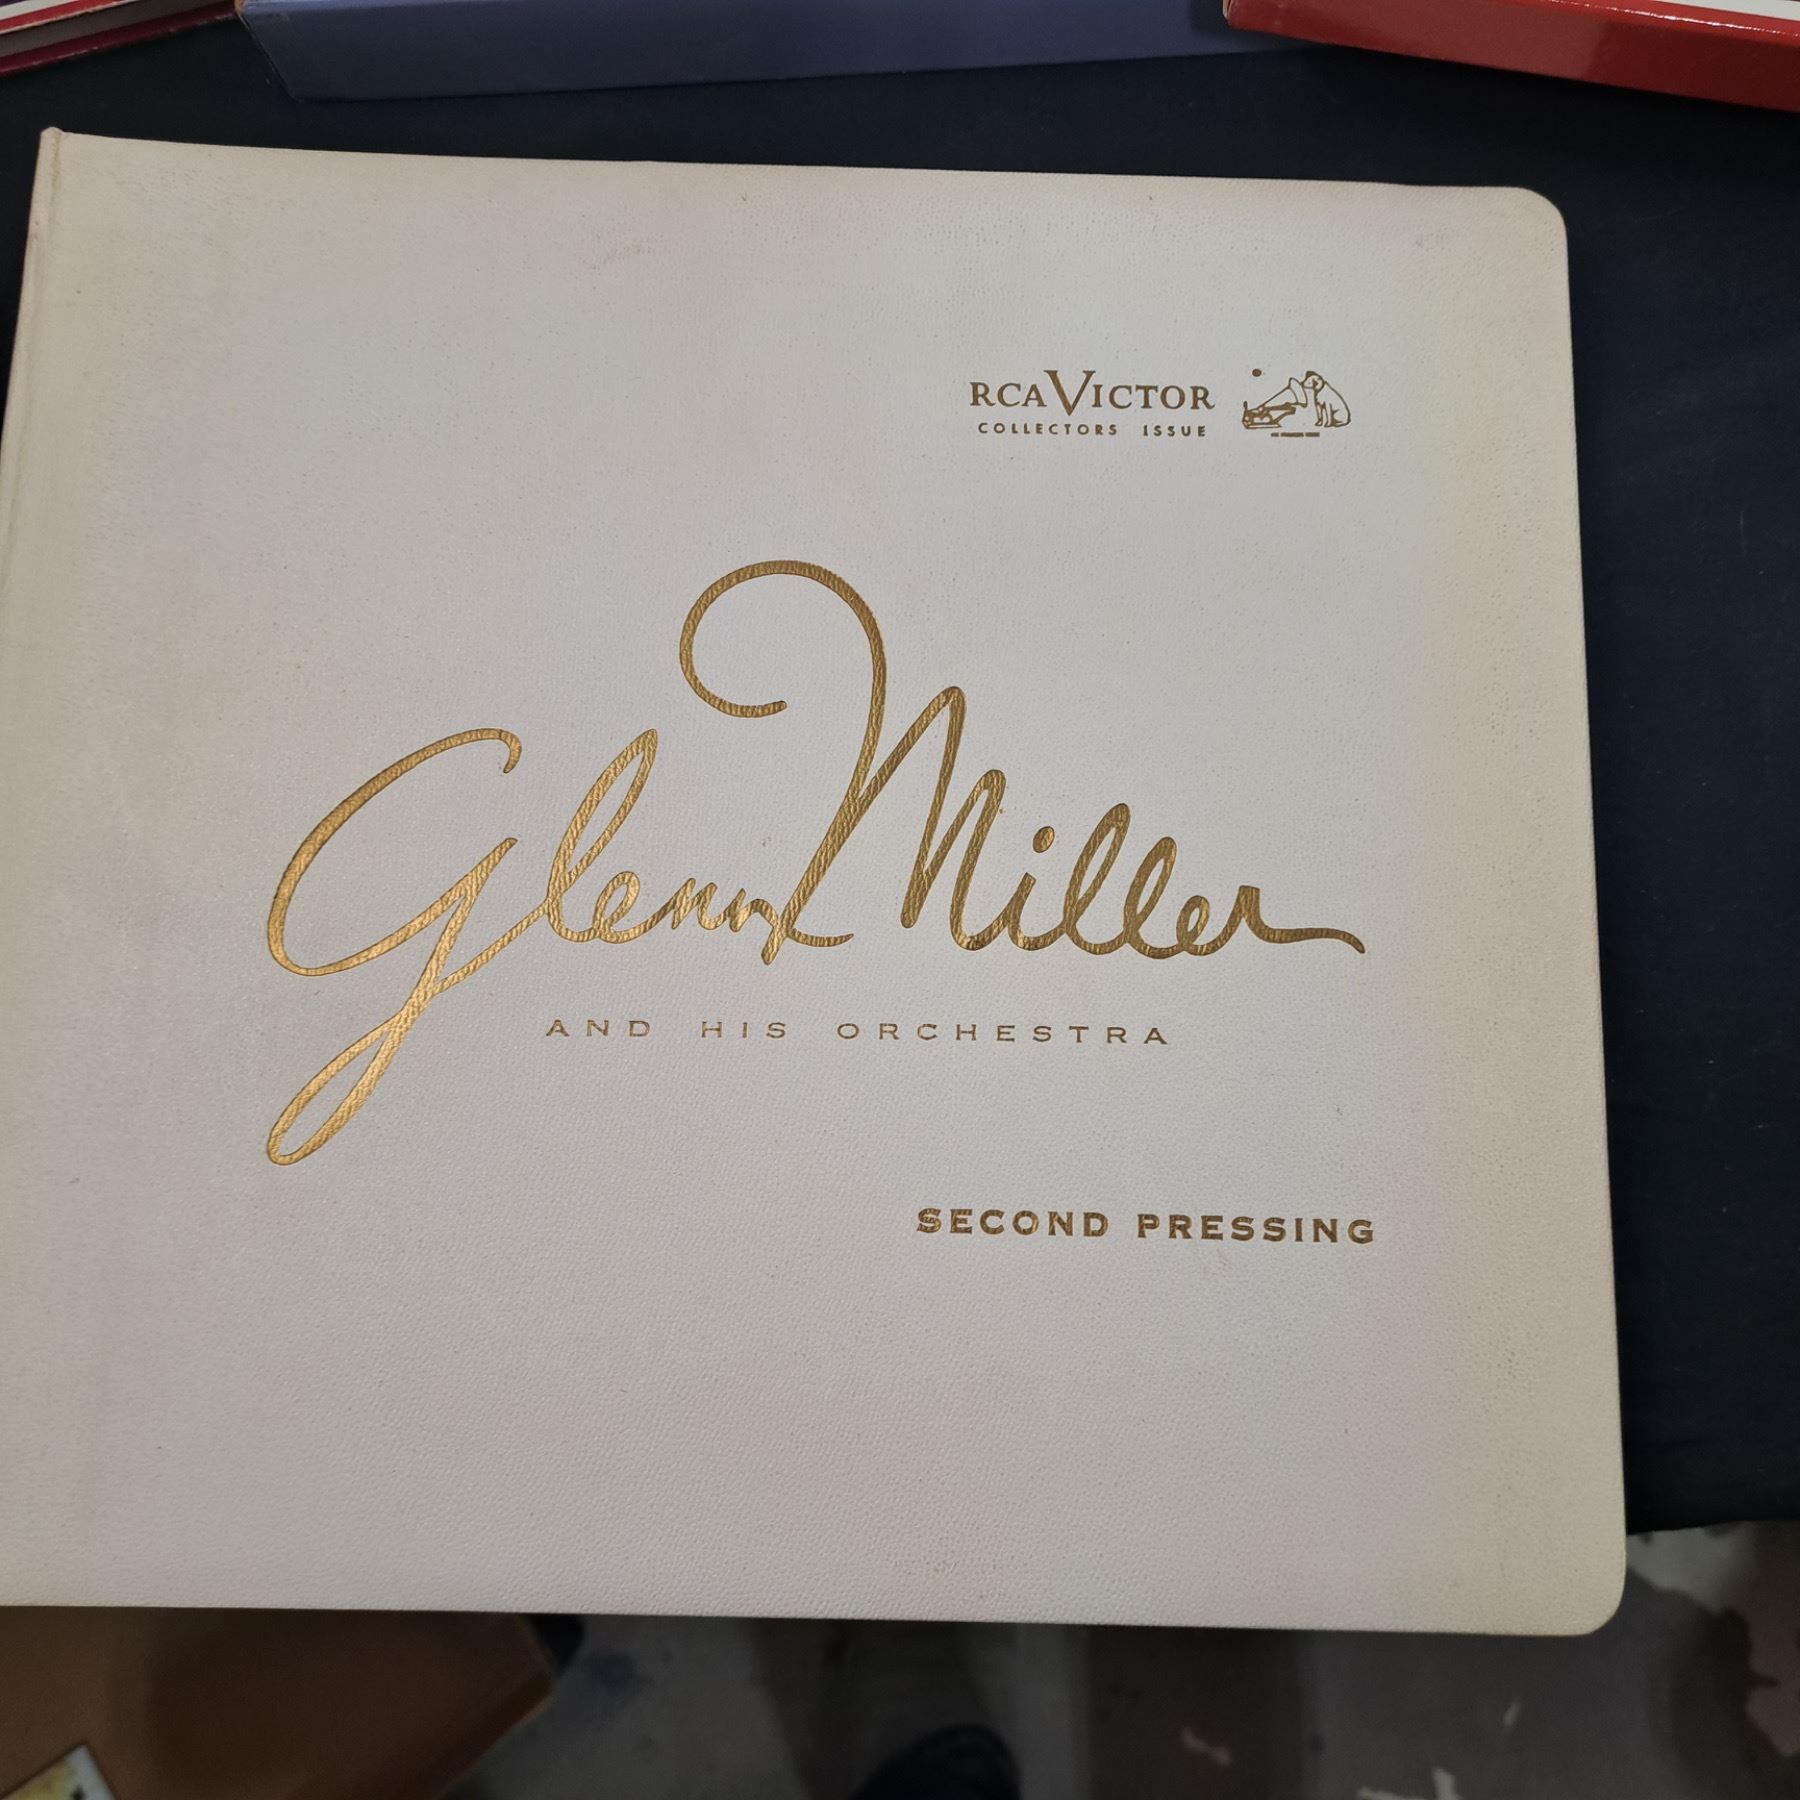 RCA VICTOR
COLLECTORS ISSUE
Glenn Miller
AND HIS ORCHESTRA
SECOND PRESSING